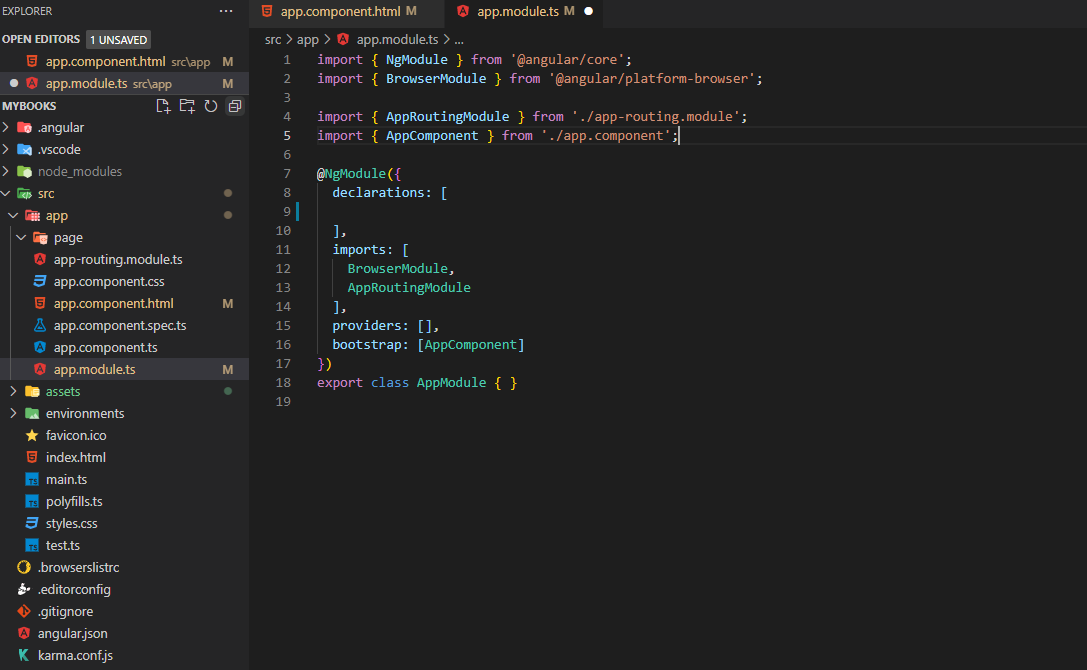 EXPLORER ...
OPEN EDITORS 1 UNSAVED
app.component.html src\app M
app.module.ts src\app M
MYBOOKS
.angular
.vscode
node_modules
src
app
page
app-routing.module.ts
app.component.css
app.component.html M
app.component.spec.ts
app.component.ts
app.module.ts M
assets
environments
favicon.ico
index.html
main.ts
polyfills.ts
styles.css
test.ts
.browserslistrc
.editorconfig
.gitignore
angular.json
karma.conf.js
app.component.html M
app.module.ts M
src > app > app.module.ts > ...
1 import { NgModule } from '@angular/core';
2 import { BrowserModule } from '@angular/platform-browser';
3
4 import { AppRoutingModule } from './app-routing.module';
5 import { AppComponent } from './app.component';
6
7 @NgModule({
8 declarations: [
9
10 ],
11 imports: [
12 BrowserModule,
13 AppRoutingModule
14 ],
15 providers: [],
16 bootstrap: [AppComponent]
17 })
18 export class AppModule { }
19